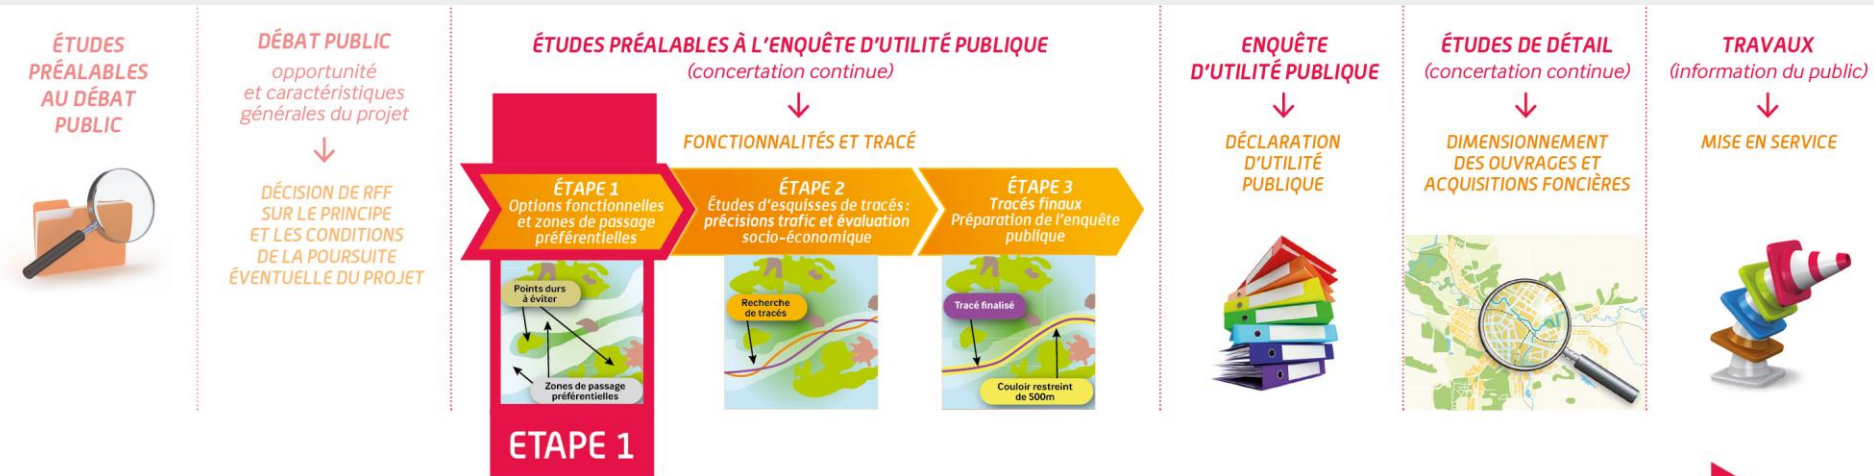 ÉTUDES
PRÉALABLES
AU DÉBAT
PUBLIC
DÉBAT PUBLIC
opportunité
et caractéristiques
générales du projet
DÉCISION DE RFF
SUR LE PRINCIPE
ET LES CONDITIONS
DE LA POURSUITE
ÉVENTUELLE DU PROJET
ÉTUDES PRÉALABLES À L'ENQUÊTE D'UTILITÉ PUBLIQUE
(concertation continue)
FONCTIONNALITÉS ET TRACÉ
ÉTAPE 1
Options fonctionnelles
et zones de passage
préférentielles
Points durs
à éviter
Zones de passage
préférentielles
ETAPE 1
ÉTAPE 2
Études d'esquisses de tracés :
précisions trafic et évaluation
socio-économique
Recherche
de tracés
ÉTAPE 3
Tracés finaux
Préparation de l'enquête
publique
Tracé finalisé
Couloir restreint
de 500m
ENQUÊTE
D'UTILITÉ PUBLIQUE
DÉCLARATION
D'UTILITÉ
PUBLIQUE
ÉTUDES DE DÉTAIL
(concertation continue)
DIMENSIONNEMENT
DES OUVRAGES ET
ACQUISITIONS FONCIÈRES
TRAVAUX
(information du public)
MISE EN SERVICE